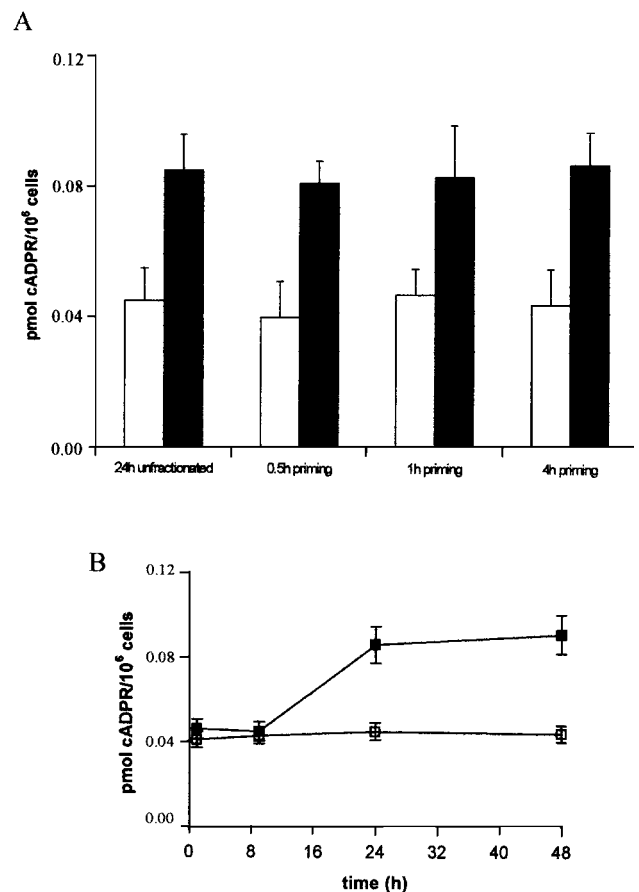 A
0.12
0.08
0.04
0.00
pmol cADPR/10⁶ cells
24h unfractionated 0.5h priming 1h priming 4h priming
B
0.12
0.08
0.04
0.00
pmol cADPR/10⁶ cells
0 8 16 24 32 40 48
time (h)